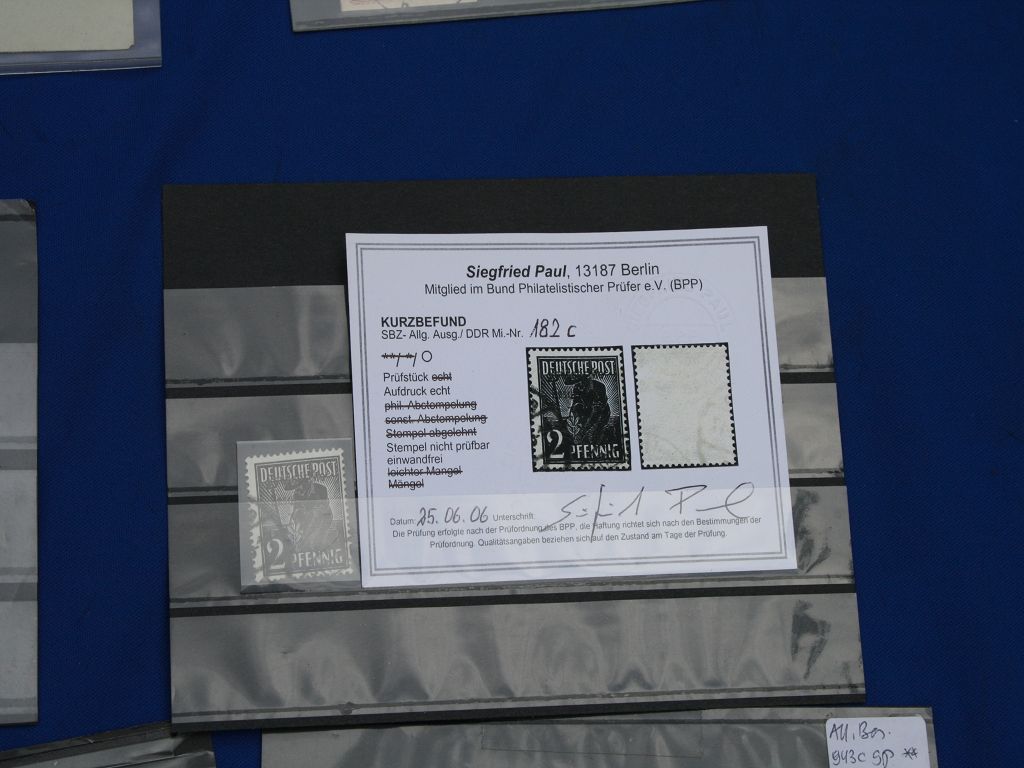 Siegfried Paul, 13187 Berlin
Mitglied im Bund Philatelistischer Prüfer e.V. (BPP)
KURZBEFUND
SBZ- Allg. Ausg./ DDR Mi.-Nr. 182 c
**/*/ O
Prüfstück echt
Aufdruck echt
phil. Abstempelung
sonst. Abstempelung
Stempel abgelehnt
Stempel nicht prüfbar
einwandfrei
leichter Mangel
Mängel
DEUTSCHE POST
2 PFENNIG
Datum: 25.06.06 Unterschrift:
Die Prüfung erfolgte nach der Prüfordnung des BPP, die Haftung richtet sich nach den Bestimmungen der
Prüfordnung. Qualitätsangaben beziehen sich auf den Zustand am Tage der Prüfung.
DEUTSCHE POST
2 PFENNIG
All. Bes.
943c SP **